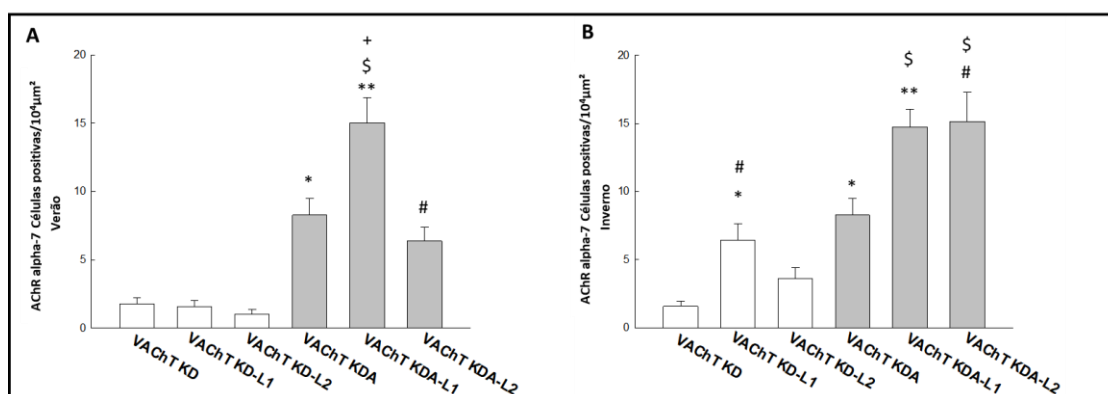 A
AChR alpha-7 Células positivas/10⁴µm²
Verão
20
15
10
5
0
*
+
$
**
#
VAChT KD
VAChT KD-L1
VAChT KD-L2
VAChT KDA
VAChT KDA-L1
VAChT KDA-L2
B
AChR alpha-7 Células positivas/10⁴µm²
Inverno
20
15
10
5
0
#
*
*
$
**
$
#
VAChT KD
VAChT KD-L1
VAChT KD-L2
VAChT KDA
VAChT KDA-L1
VAChT KDA-L2